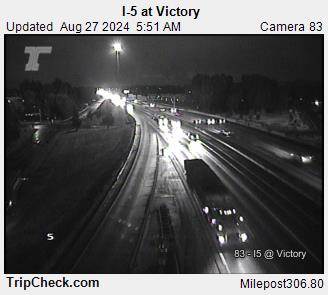 I-5 at Victory
Updated Aug 27 2024 5:51 AM Camera 83
T
S
83 - I5 @ Victory
TripCheck.com Milepost306.80